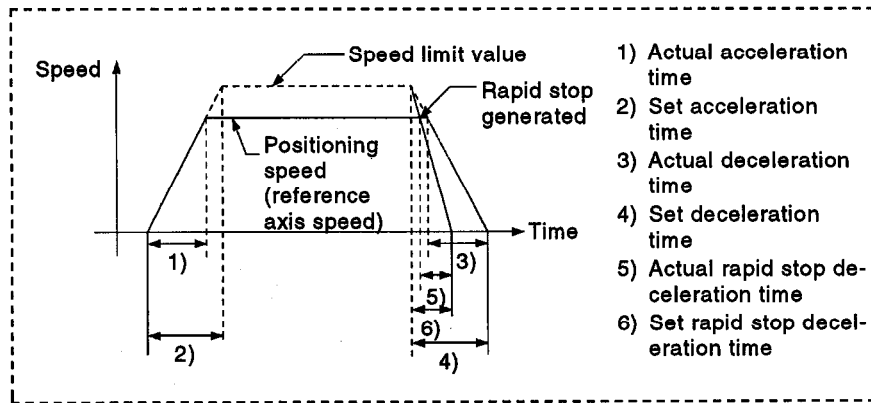 Speed limit value
Speed
Rapid stop
generated
Positioning
speed
(reference
axis speed)
Time
1)
3)
5)
2)
6)
4)
1) Actual acceleration
time
2) Set acceleration
time
3) Actual deceleration
time
4) Set deceleration
time
5) Actual rapid stop de-
celeration time
6) Set rapid stop decel-
eration time